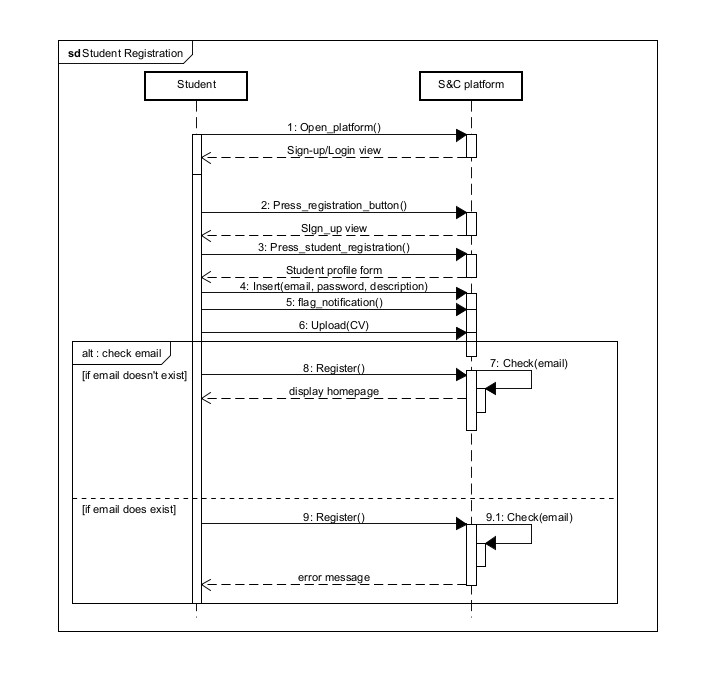 sd Student Registration
Student
S&C platform
1: Open_platform()
Sign-up/Login view
2: Press_registration_button()
SIgn_up view
3: Press_student_registration()
Student profile form
4: Insert(email, password, description)
5: flag_notification()
6: Upload(CV)
alt : check email
[if email doesn't exist]
8: Register()
7: Check(email)
display homepage
[if email does exist]
9: Register()
9.1: Check(email)
error message